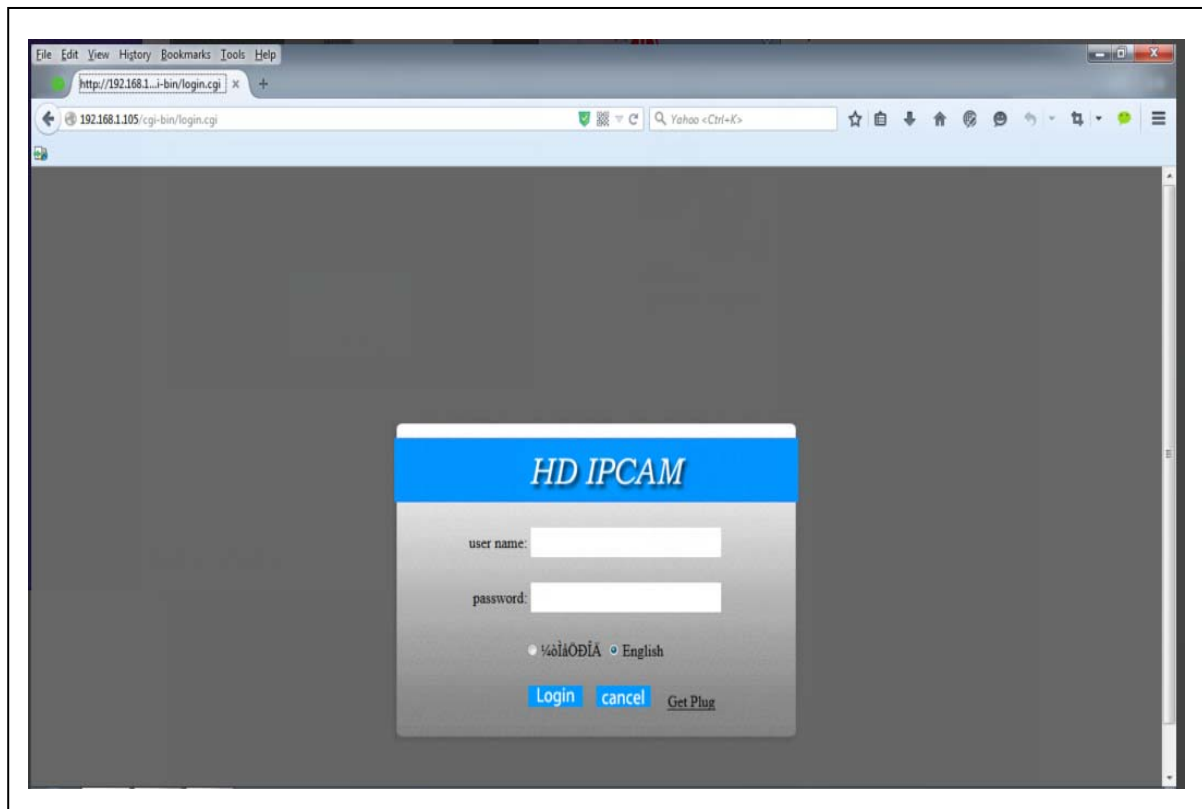 File Edit View History Bookmarks Tools Help
http://192.168.1...i-bin/login.cgi × +
192.168.1.105/cgi-bin/login.cgi Yahoo <Ctrl+K>
HD IPCAM
user name:
password:
¼òÌåÖÐÎÄ English
Login cancel Get Plug